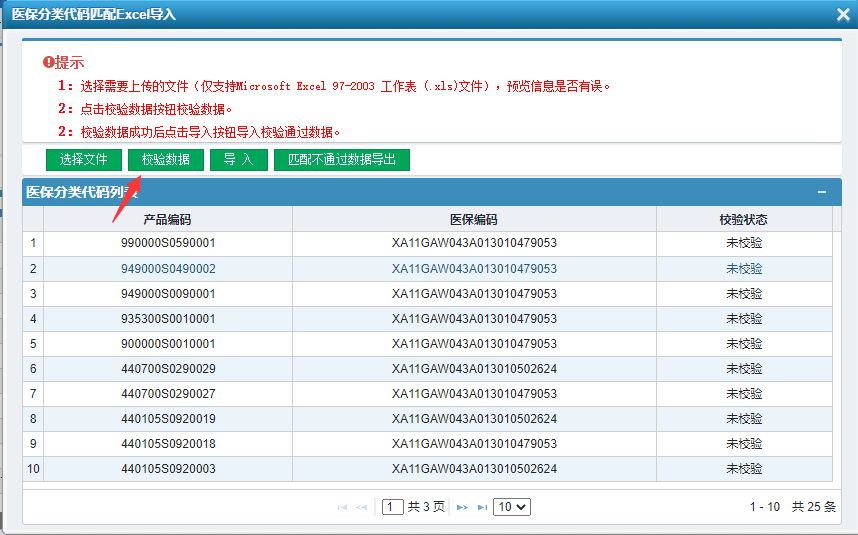 医保分类代码匹配Excel导入
提示
1：选择需要上传的文件（仅支持Microsoft Excel 97-2003 工作表 (.xls)文件），预览信息是否有误。
2：点击校验数据按钮校验数据。
2：校验数据成功后点击导入按钮导入校验通过数据。
选择文件 校验数据 导 入 匹配不通过数据导出
医保分类代码列表
产品编码 医保编码 校验状态
1 990000S0590001 XA11GAW043A013010479053 未校验
2 949000S0490002 XA11GAW043A013010479053 未校验
3 949000S0090001 XA11GAW043A013010479053 未校验
4 935300S0010001 XA11GAW043A013010479053 未校验
5 900000S0010001 XA11GAW043A013010479053 未校验
6 440700S0290029 XA11GAW043A013010502624 未校验
7 440700S0290027 XA11GAW043A013010479053 未校验
8 440105S0920019 XA11GAW043A013010502624 未校验
9 440105S0920018 XA11GAW043A013010479053 未校验
10 440105S0920003 XA11GAW043A013010502624 未校验
1 共 3 页 10 1 - 10 共 25 条